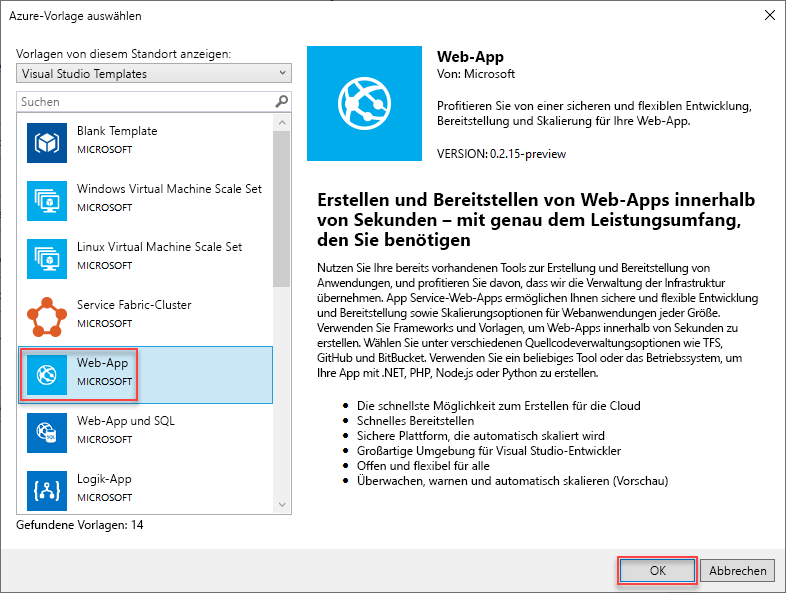 Azure-Vorlage auswählen
Vorlagen von diesem Standort anzeigen:
Visual Studio Templates
Suchen
Blank Template
MICROSOFT
Windows Virtual Machine Scale Set
MICROSOFT
Linux Virtual Machine Scale Set
MICROSOFT
Service Fabric-Cluster
MICROSOFT
Web-App
MICROSOFT
Web-App und SQL
MICROSOFT
Logik-App
MICROSOFT
Gefundene Vorlagen: 14
Web-App
Von: Microsoft
Profitieren Sie von einer sicheren und flexiblen Entwicklung,
Bereitstellung und Skalierung für Ihre Web-App.
VERSION: 0.2.15-preview
Erstellen und Bereitstellen von Web-Apps innerhalb
von Sekunden – mit genau dem Leistungsumfang,
den Sie benötigen
Nutzen Sie Ihre bereits vorhandenen Tools zur Erstellung und Bereitstellung von
Anwendungen, und profitieren Sie davon, dass wir die Verwaltung der Infrastruktur
übernehmen. App Service-Web-Apps ermöglichen Ihnen sichere und flexible Entwicklung
und Bereitstellung sowie Skalierungsoptionen für Webanwendungen jeder Größe.
Verwenden Sie Frameworks und Vorlagen, um Web-Apps innerhalb von Sekunden zu
erstellen. Wählen Sie unter verschiedenen Quellcodeverwaltungsoptionen wie TFS,
GitHub und BitBucket. Verwenden Sie ein beliebiges Tool oder das Betriebssystem, um
Ihre App mit .NET, PHP, Node.js oder Python zu erstellen.
• Die schnellste Möglichkeit zum Erstellen für die Cloud
• Schnelles Bereitstellen
• Sichere Plattform, die automatisch skaliert wird
• Großartige Umgebung für Visual Studio-Entwickler
• Offen und flexibel für alle
• Überwachen, warnen und automatisch skalieren (Vorschau)
OK
Abbrechen